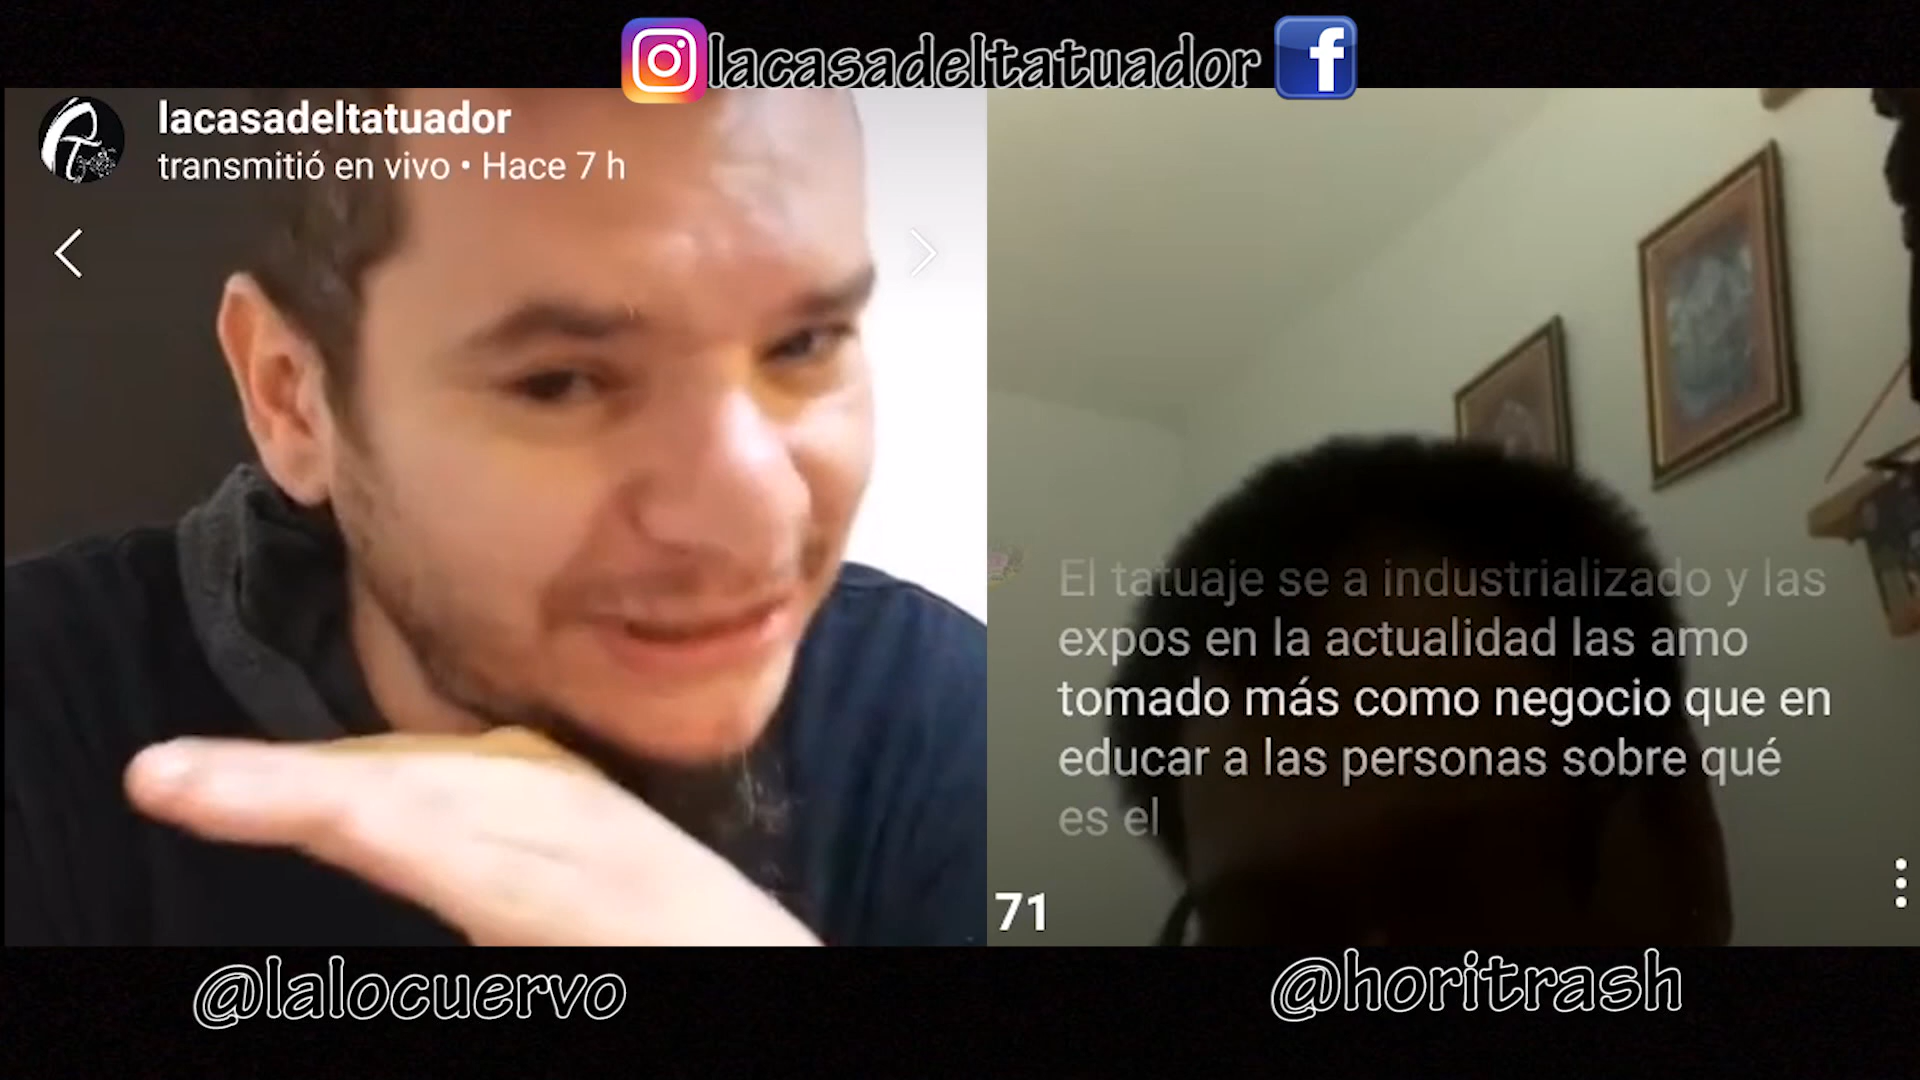 lacasadeltatuador
lacasadeltatuador
transmitió en vivo • Hace 7 h
El tatuaje se a industrializado y las
expos en la actualidad las amo
tomado más como negocio que en
educar a las personas sobre qué
es el
71
@lalocuervo
@horitrash